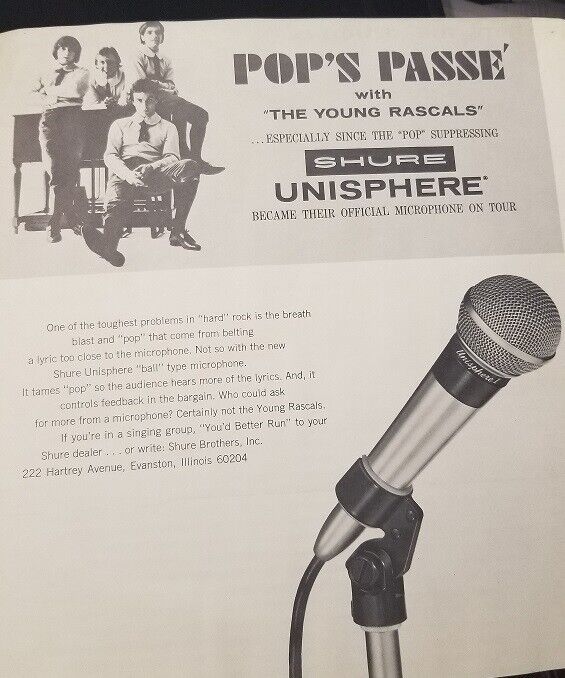 POP'S PASSÉ
with
"THE YOUNG RASCALS"
...ESPECIALLY SINCE THE "POP" SUPPRESSING
SHURE
UNISPHERE®
BECAME THEIR OFFICIAL MICROPHONE ON TOUR
One of the toughest problems in "hard" rock is the breath
blast and "pop" that come from belting
a lyric too close to the microphone. Not so with the new
Shure Unisphere "ball" type microphone.
It tames "pop" so the audience hears more of the lyrics. And, it
controls feedback in the bargain. Who could ask
for more from a microphone? Certainly not the Young Rascals.
If you're in a singing group, "You'd Better Run" to your
Shure dealer . . . or write: Shure Brothers, Inc.
222 Hartrey Avenue, Evanston, Illinois 60204
Unisphere I